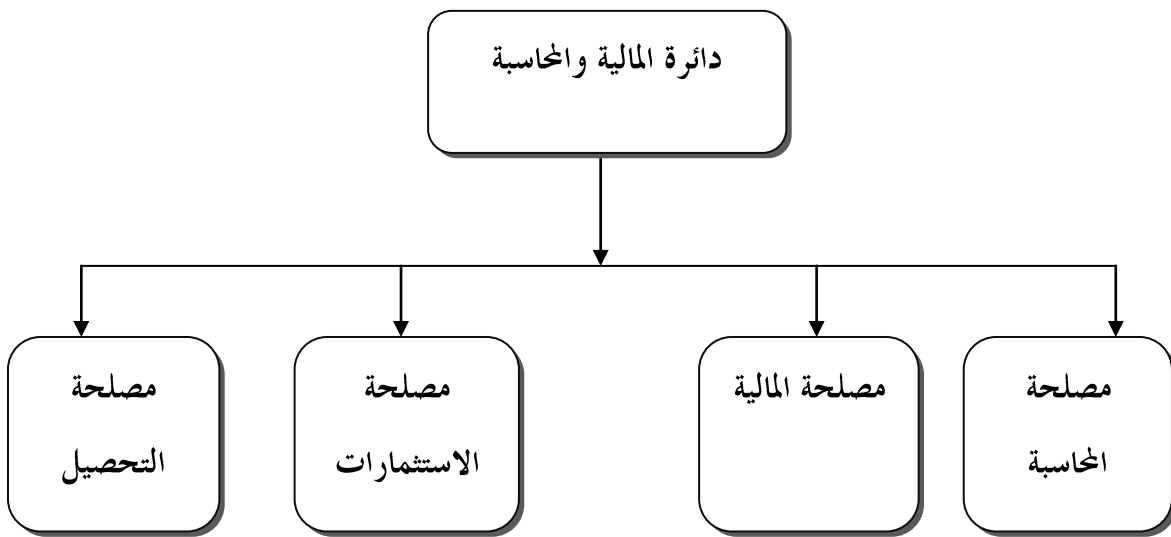 دائرة المالية والمحاسبة
مصلحة
المحاسبة
مصلحة المالية
مصلحة
الاستثمارات
مصلحة
التحصيل